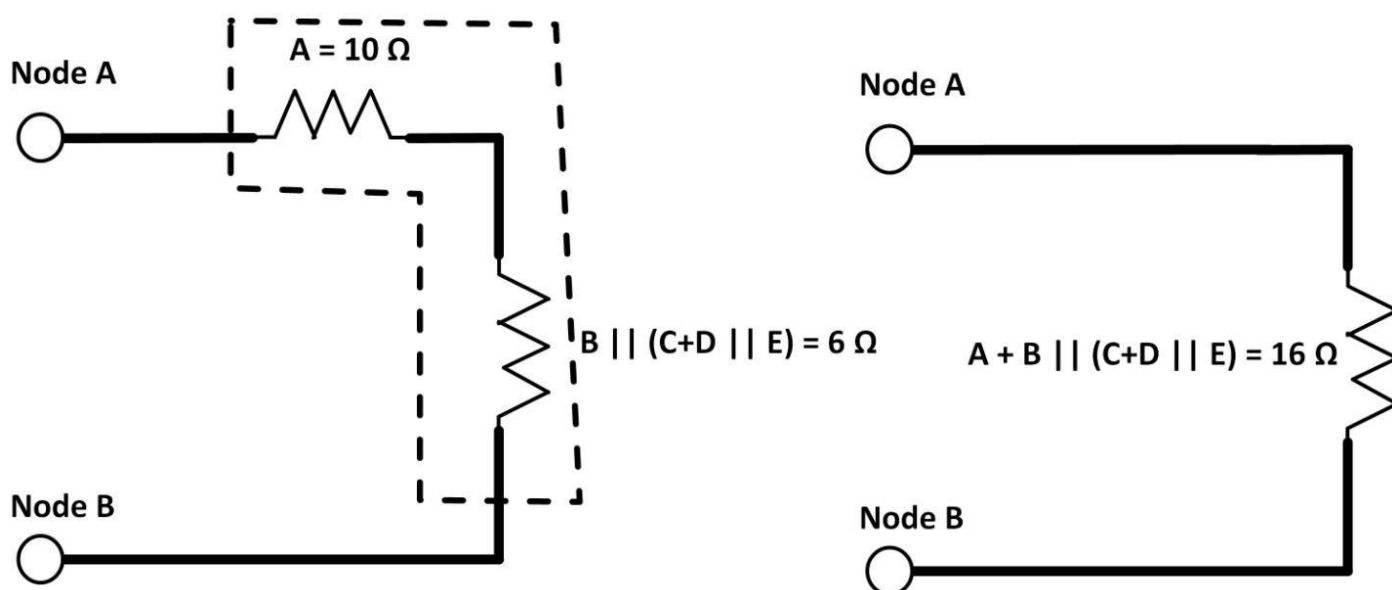 Node A
A = 10 Ω
B || (C+D || E) = 6 Ω
Node B
Node A
A + B || (C+D || E) = 16 Ω
Node B